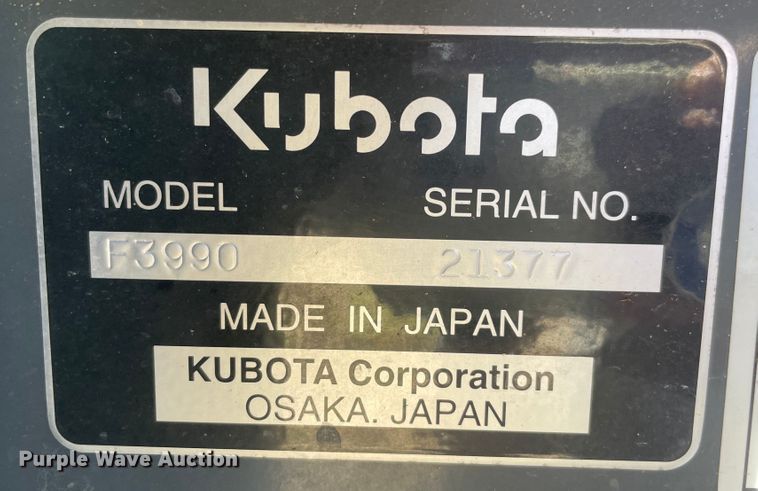 Kubota
MODEL SERIAL NO.
F3990 21377
MADE IN JAPAN
KUBOTA Corporation
OSAKA. JAPAN
Purple Wave Auction